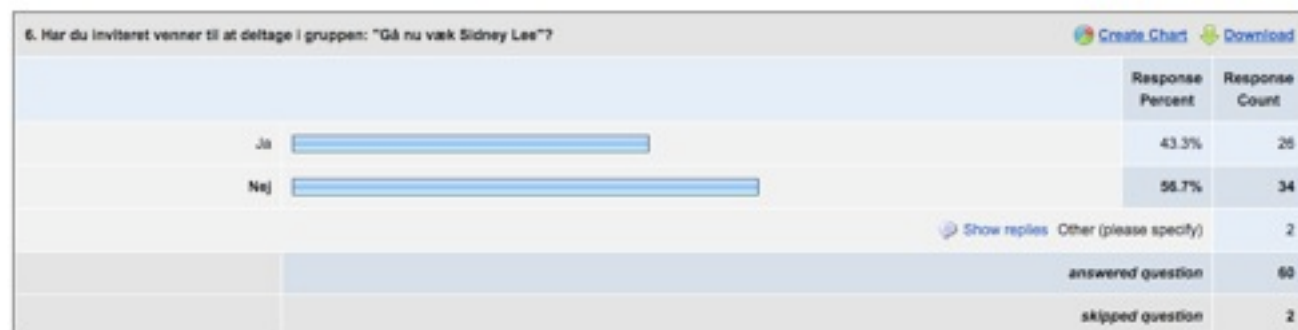 6. Har du inviteret venner til at deltage i gruppen: "Gå nu væk Sidney Lee"? Create Chart Download
Response Percent Response Count
Ja 43.3% 26
Nej 56.7% 34
Show replies Other (please specify) 2
answered question 60
skipped question 2